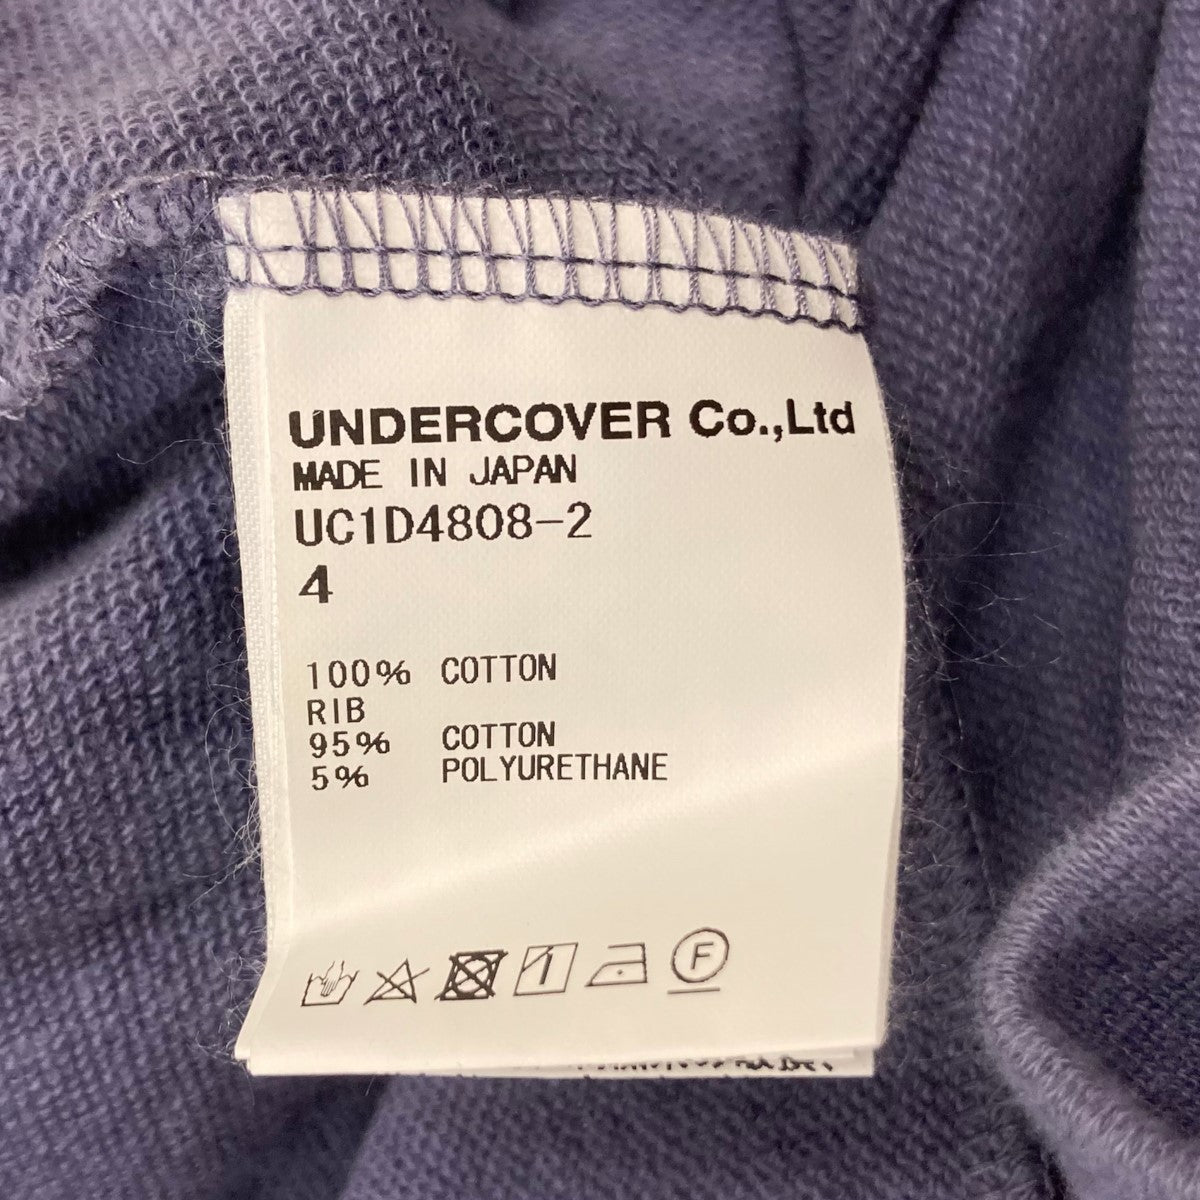 UNDERCOVER Co.,Ltd
MADE IN JAPAN
UC1D4808-2
4
100% COTTON
RIB
95% COTTON
5% POLYURETHANE
F